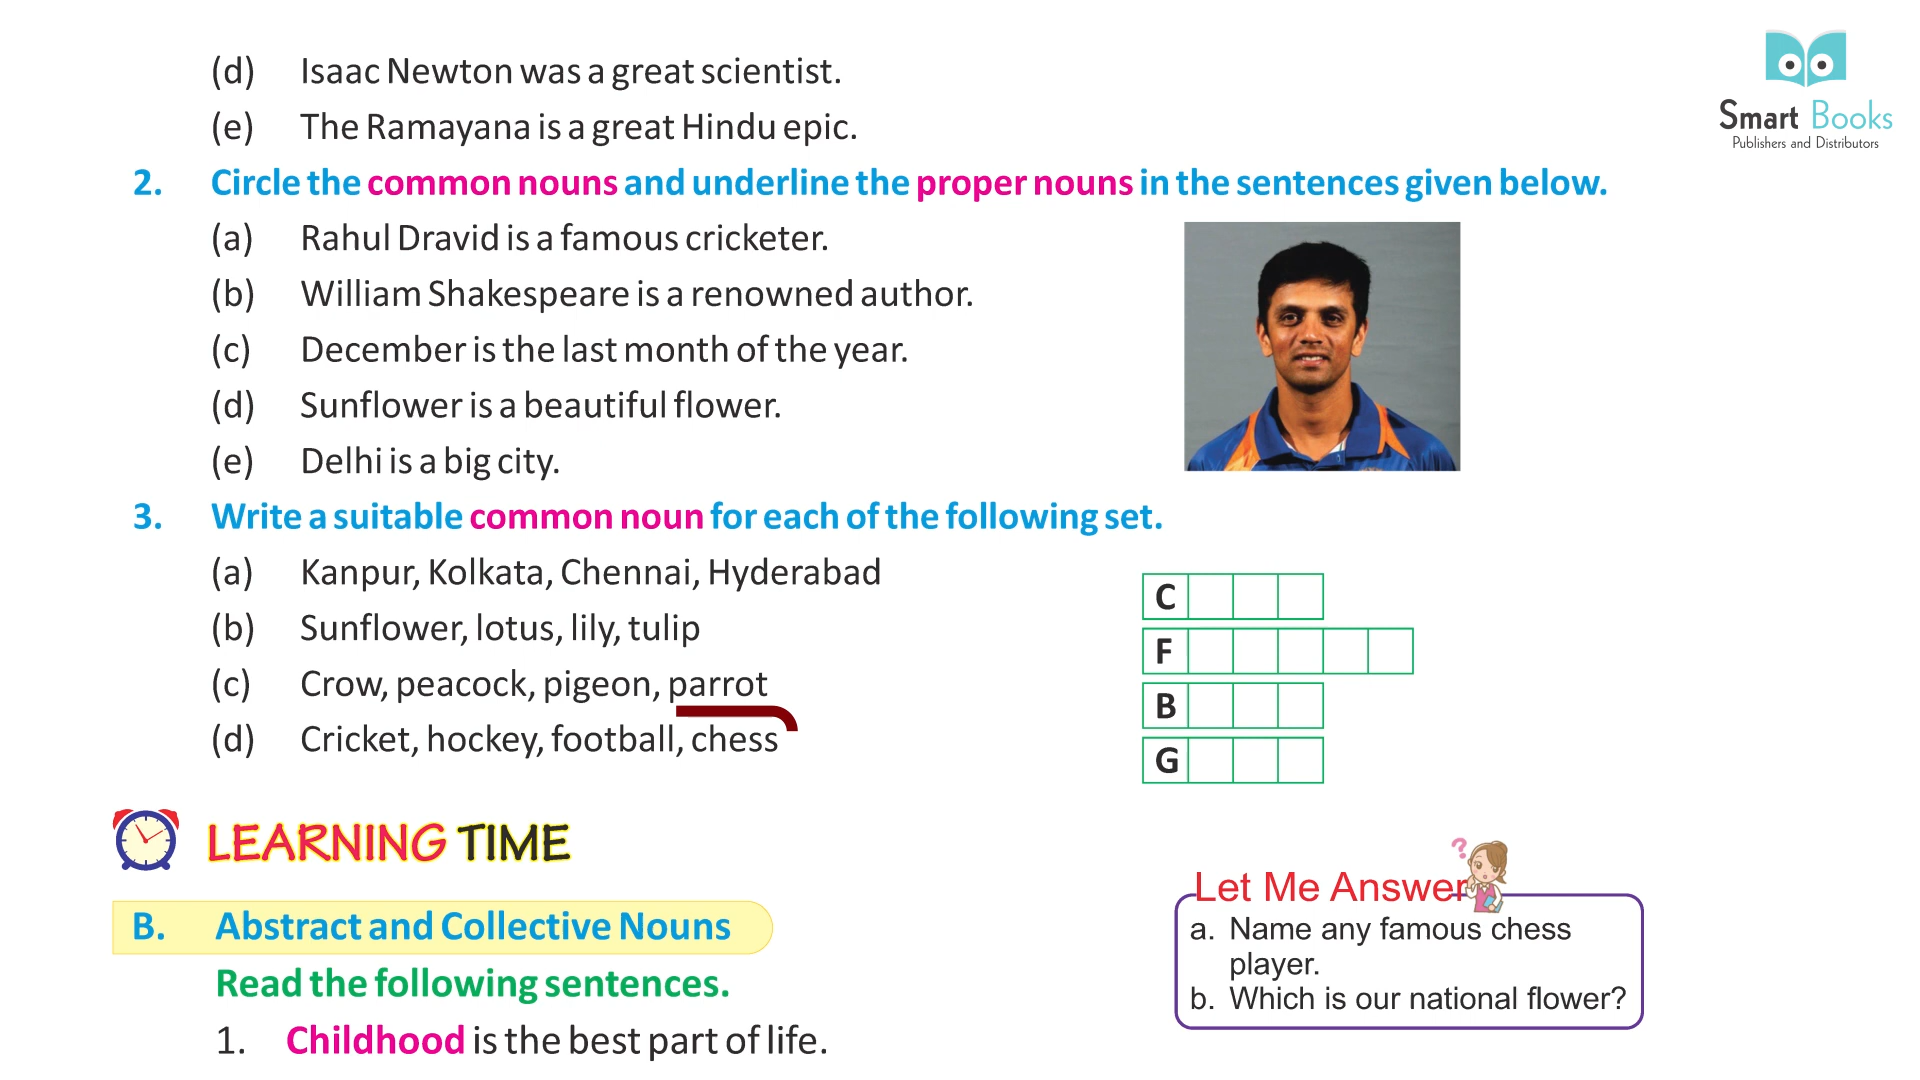 (d) Isaac Newton was a great scientist.
(e) The Ramayana is a great Hindu epic.
Smart Books
Publishers and Distributors
2. Circle the common nouns and underline the proper nouns in the sentences given below.
(a) Rahul Dravid is a famous cricketer.
(b) William Shakespeare is a renowned author.
(c) December is the last month of the year.
(d) Sunflower is a beautiful flower.
(e) Delhi is a big city.
3. Write a suitable common noun for each of the following set.
(a) Kanpur, Kolkata, Chennai, Hyderabad
C
(b) Sunflower, lotus, lily, tulip
F
(c) Crow, peacock, pigeon, parrot
B
(d) Cricket, hockey, football, chess
G
LEARNING TIME
B. Abstract and Collective Nouns
Read the following sentences.
1. Childhood is the best part of life.
?
Let Me Answer
a. Name any famous chess
player.
b. Which is our national flower?